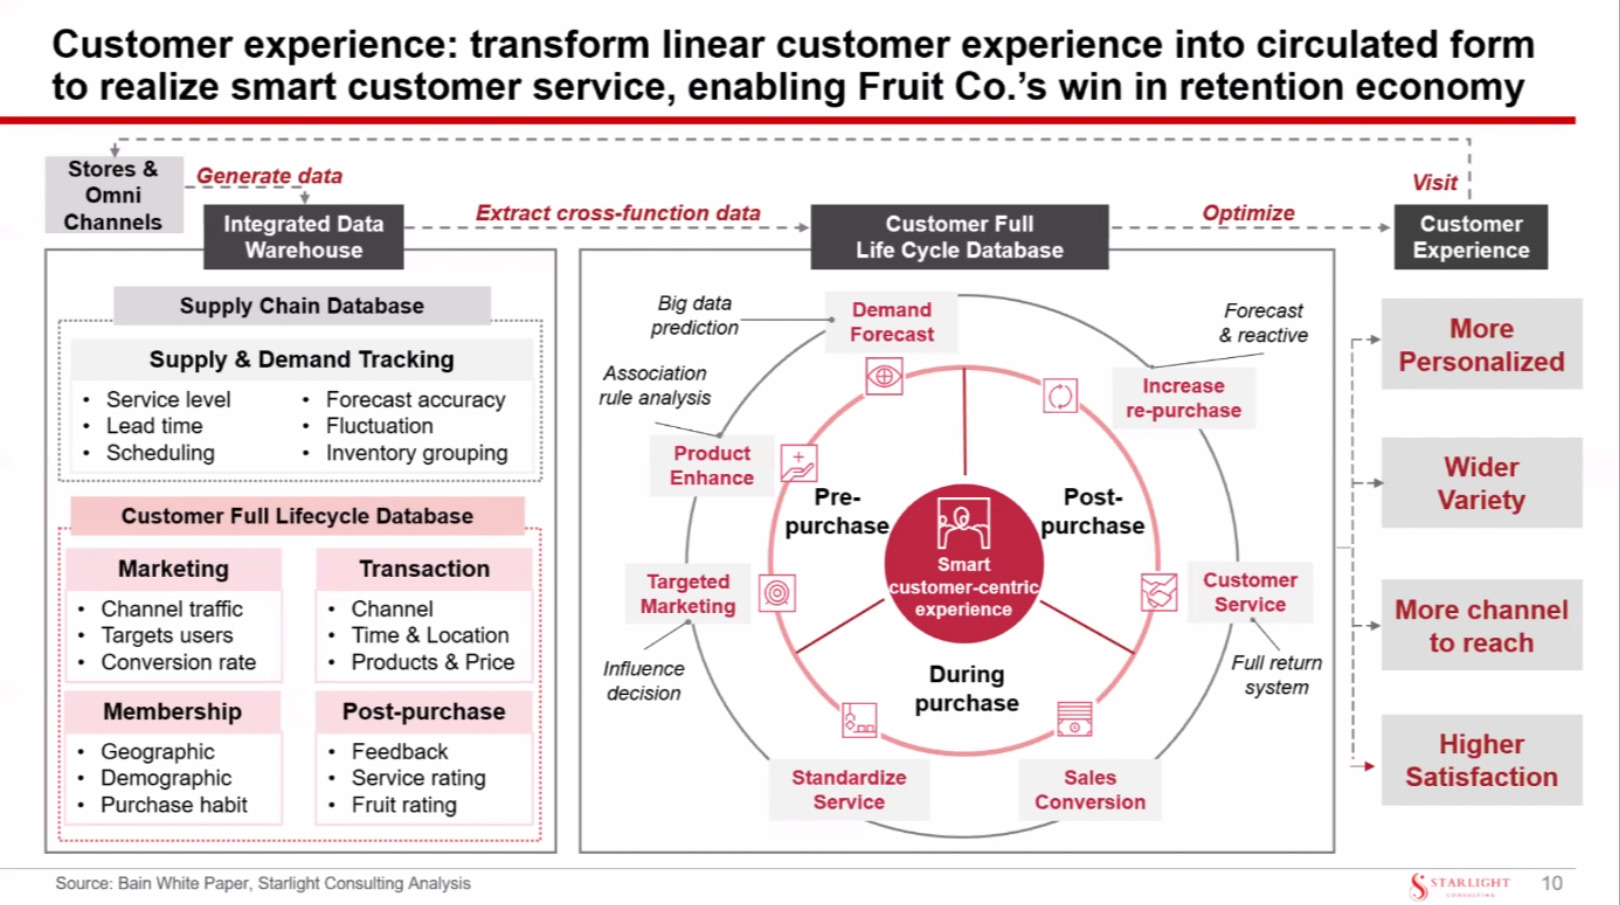 Customer experience: transform linear customer experience into circulated form
to realize smart customer service, enabling Fruit Co.'s win in retention economy
Stores &
Omni
Channels
Generate data
Integrated Data
Warehouse
Extract cross-function data
Customer Full
Life Cycle Database
Optimize
Visit
Customer
Experience
Supply Chain Database
Supply & Demand Tracking
• Service level
• Lead time
• Scheduling
• Forecast accuracy
• Fluctuation
• Inventory grouping
Customer Full Lifecycle Database
Marketing
• Channel traffic
• Targets users
• Conversion rate
Transaction
• Channel
• Time & Location
• Products & Price
Membership
• Geographic
• Demographic
• Purchase habit
Post-purchase
• Feedback
• Service rating
• Fruit rating
Big data
prediction
Demand
Forecast
Forecast
& reactive
Association
rule analysis
Increase
re-purchase
Product
Enhance
Pre-
purchase
Post-
purchase
Smart
customer-centric
experience
Targeted
Marketing
Customer
Service
Influence
decision
During
purchase
Full return
system
Standardize
Service
Sales
Conversion
More
Personalized
Wider
Variety
More channel
to reach
Higher
Satisfaction
Source: Bain White Paper, Starlight Consulting Analysis
STARLIGHT
CONSULTING
10